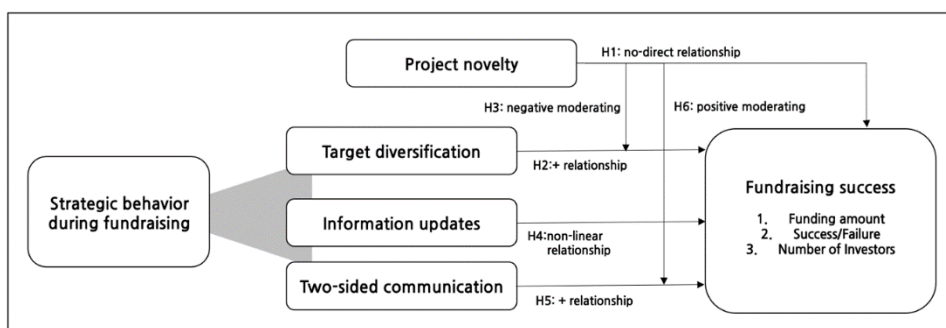 H1: no-direct relationship
Project novelty
H3: negative moderating
H6: positive moderating
Target diversification
H2:+ relationship
Strategic behavior
during fundraising
Information updates
H4:non-linear
relationship
Two-sided communication
H5: + relationship
Fundraising success
1. Funding amount
2. Success/Failure
3. Number of Investors